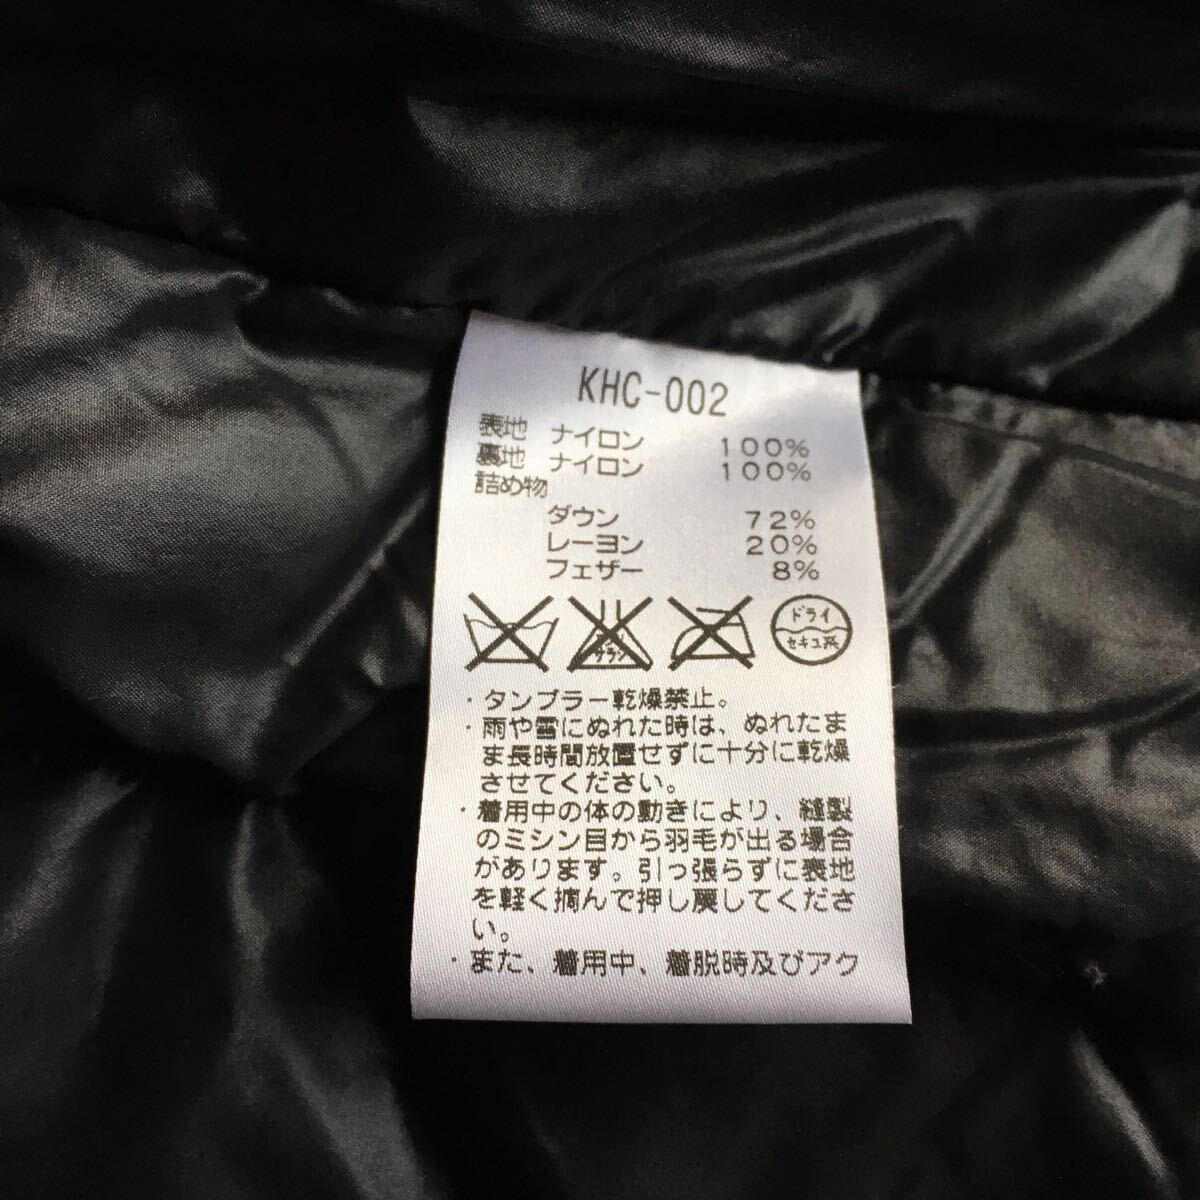 KHC-002
表地 ナイロン 100%
裏地 ナイロン 100%
詰め物
ダウン 72%
レーヨン 20%
フェザー 8%
エンソ
サラシ
ドライ
セキユ系
・タンブラー乾燥禁止。
・雨や雪にぬれた時は、ぬれたま
ま長時間放置せずに十分に乾燥
させてください。
・着用中の体の動きにより、縫製
のミシン目から羽毛が出る場合
があります。引っ張らずに表地
を軽く摘んで押し戻してくださ
い。
・また、着用中、着脱時及びアク